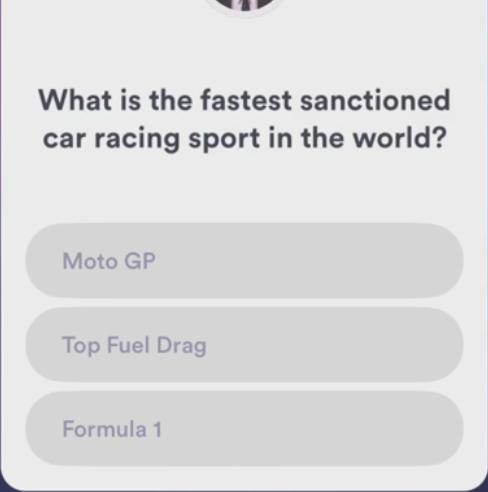 What is the fastest sanctioned
car racing sport in the world?
Moto GP
Top Fuel Drag
Formula 1